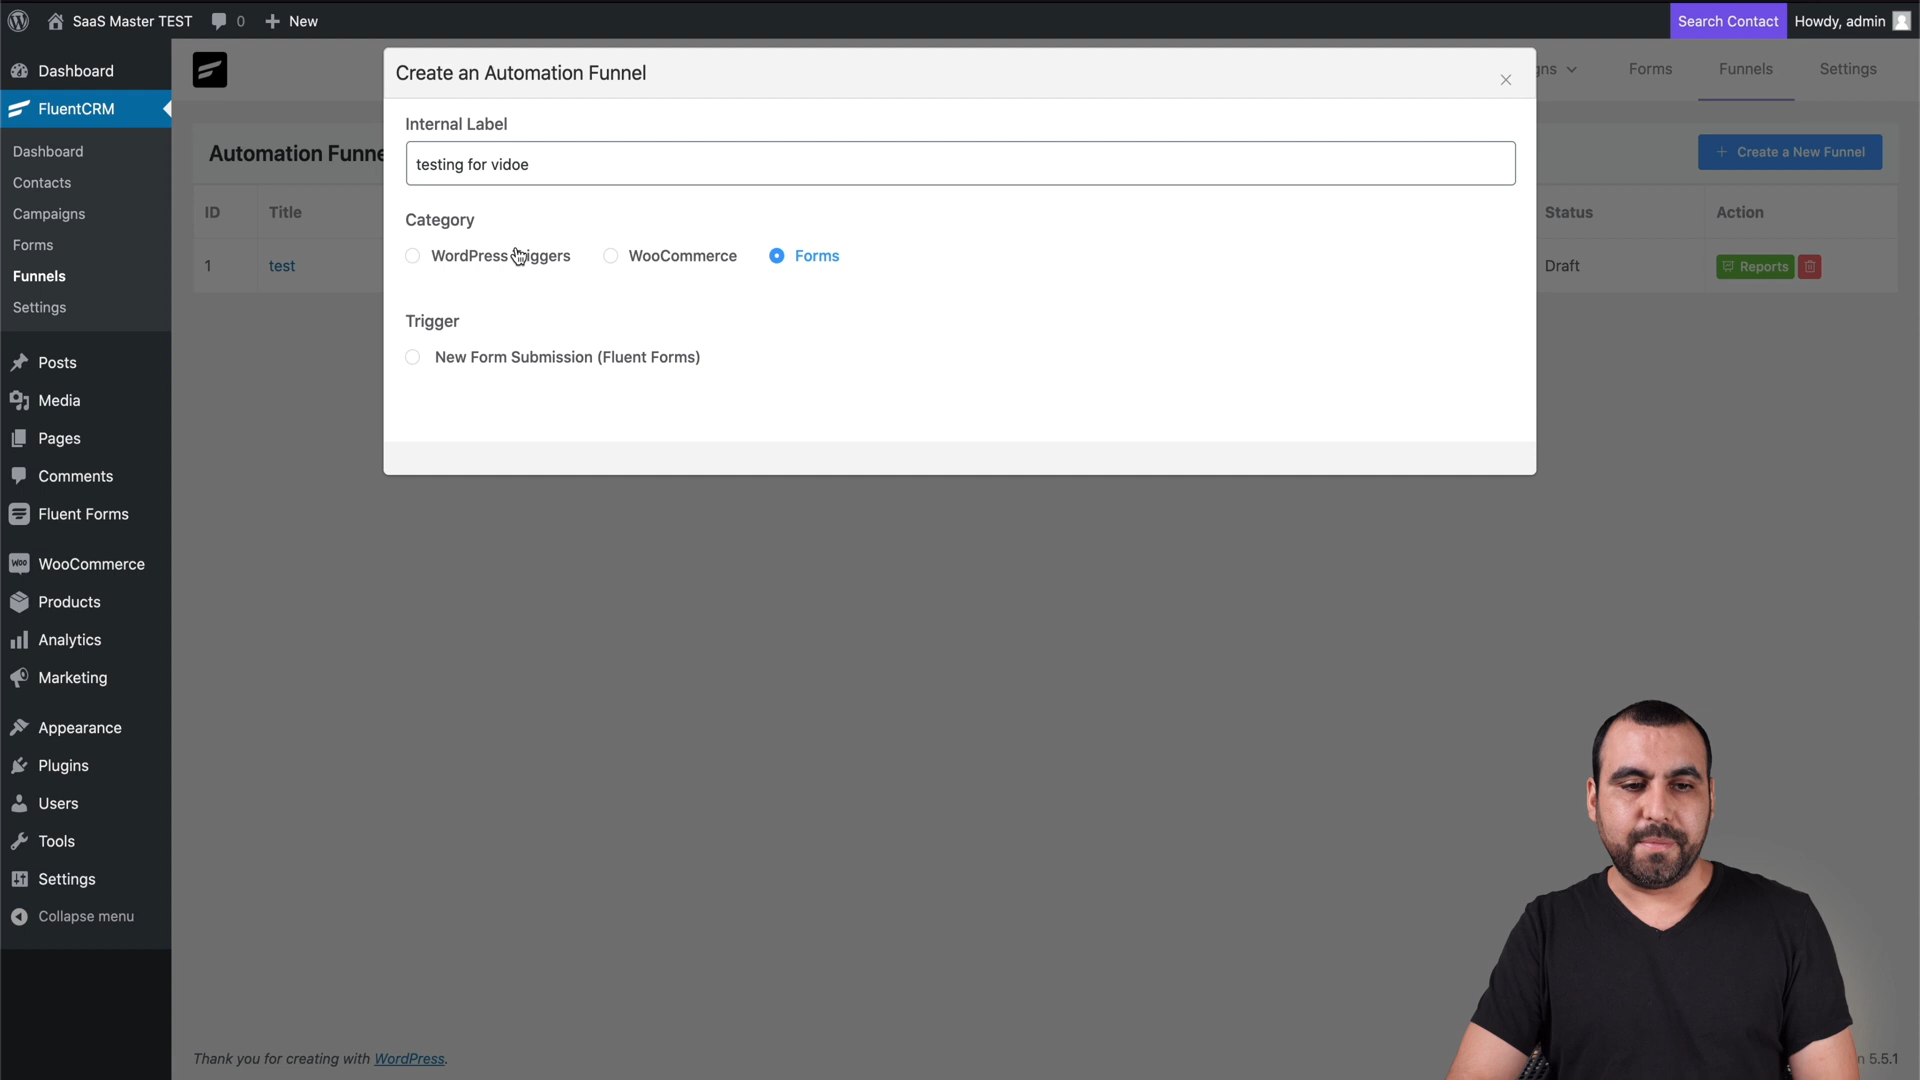 SaaS Master TEST 0 New Search Contact Howdy, admin
Dashboard
FluentCRM
Dashboard
Contacts
Campaigns
Forms
Funnels
Settings
Posts
Media
Pages
Comments
Fluent Forms
WOO WooCommerce
Products
Analytics
Marketing
Appearance
Plugins
Users
Tools
Settings
Collapse menu
Forms Funnels Settings
Automation Funne
+ Create a New Funnel
ID Title Status Action
1 test Draft Reports
Create an Automation Funnel
Internal Label
testing for vidoe
Category
WordPress WooCommerce Forms
Trigger
New Form Submission (Fluent Forms)
Thank you for creating with WordPress.
5.5.1